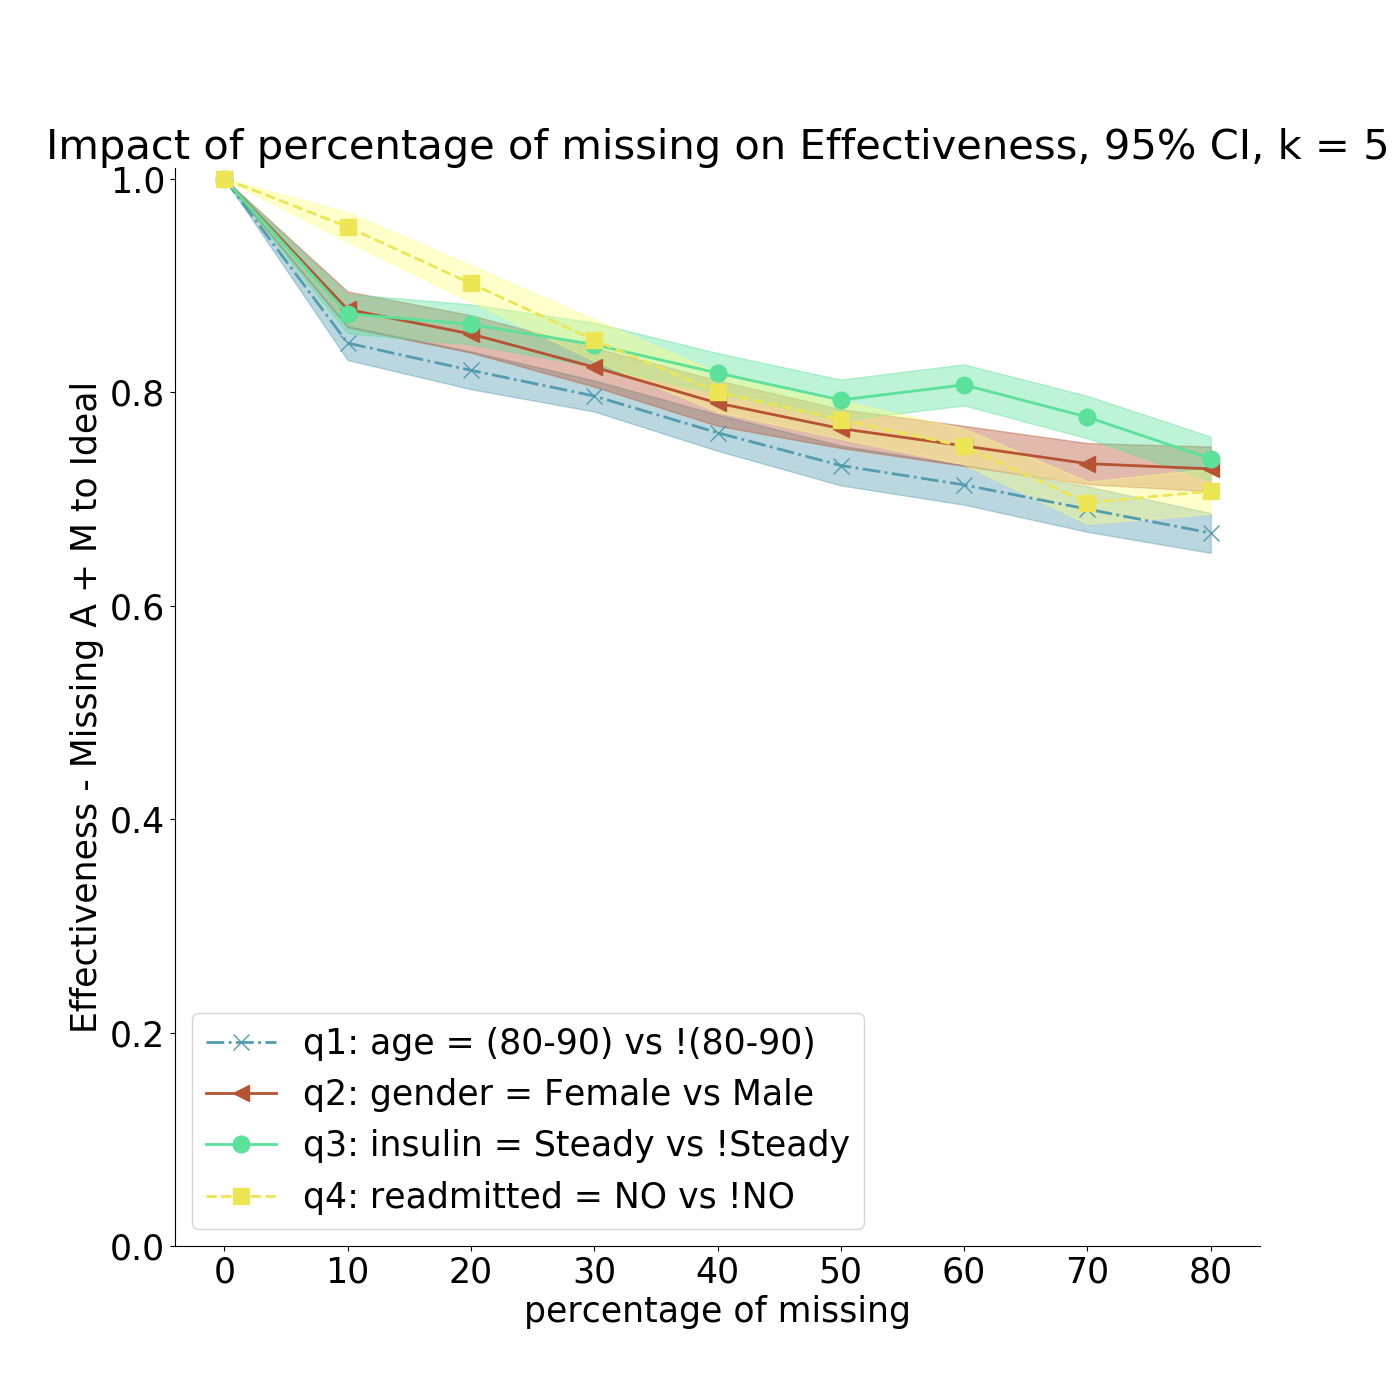 Impact of percentage of missing on Effectiveness, 95% CI, k = 5
Effectiveness - Missing A + M to Ideal
1.0
0.8
0.6
0.4
0.2
0.0
q1: age = (80-90) vs !(80-90)
q2: gender = Female vs Male
q3: insulin = Steady vs !Steady
q4: readmitted = NO vs !NO
0 10 20 30 40 50 60 70 80
percentage of missing